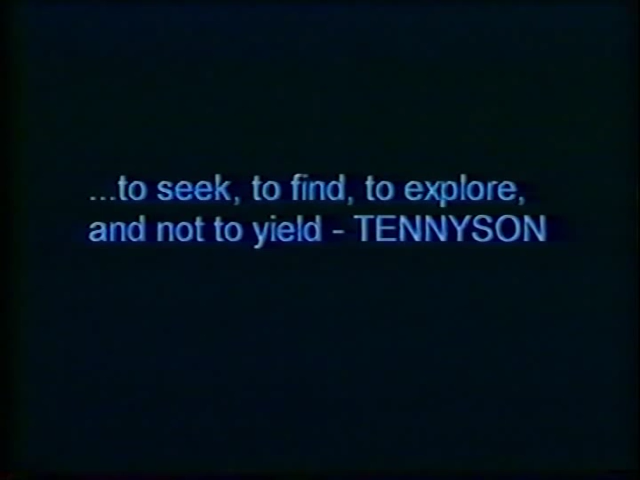 ...to seek, to find, to explore,
and not to yield - TENNYSON